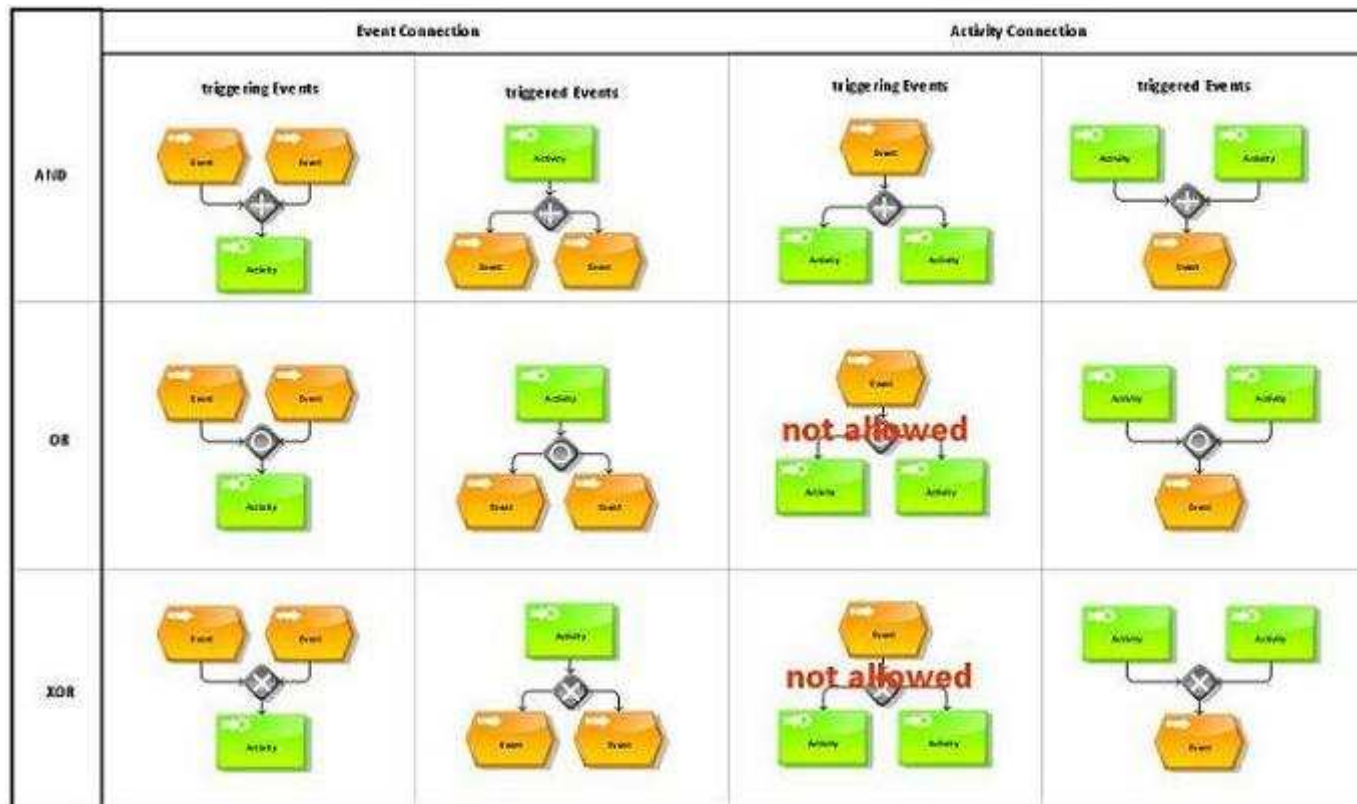 Event Connection Activity Connection
triggering Events triggered Events triggering Events triggered Events
AND
Event Event Activity Event Activity Activity
Activity Event Event Activity Activity Event
OR
Event Event Activity Event Activity Activity
not allowed
Activity Event Event Activity Activity Event
XOR
Event Event Activity Event Activity Activity
not allowed
Activity Event Event Activity Activity Event